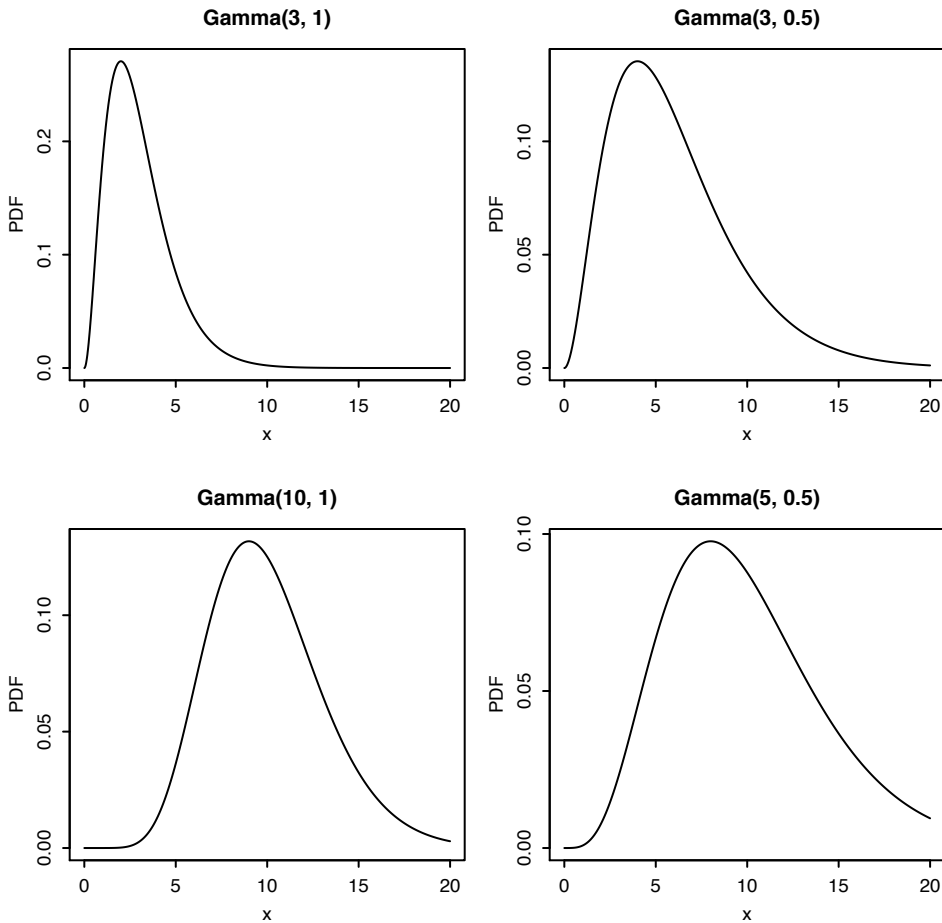 Gamma(3, 1)
PDF
0.0 0.1 0.2
0 5 10 15 20
x
Gamma(3, 0.5)
PDF
0.00 0.05 0.10
0 5 10 15 20
x
Gamma(10, 1)
PDF
0.00 0.05 0.10
0 5 10 15 20
x
Gamma(5, 0.5)
PDF
0.00 0.05 0.10
0 5 10 15 20
x